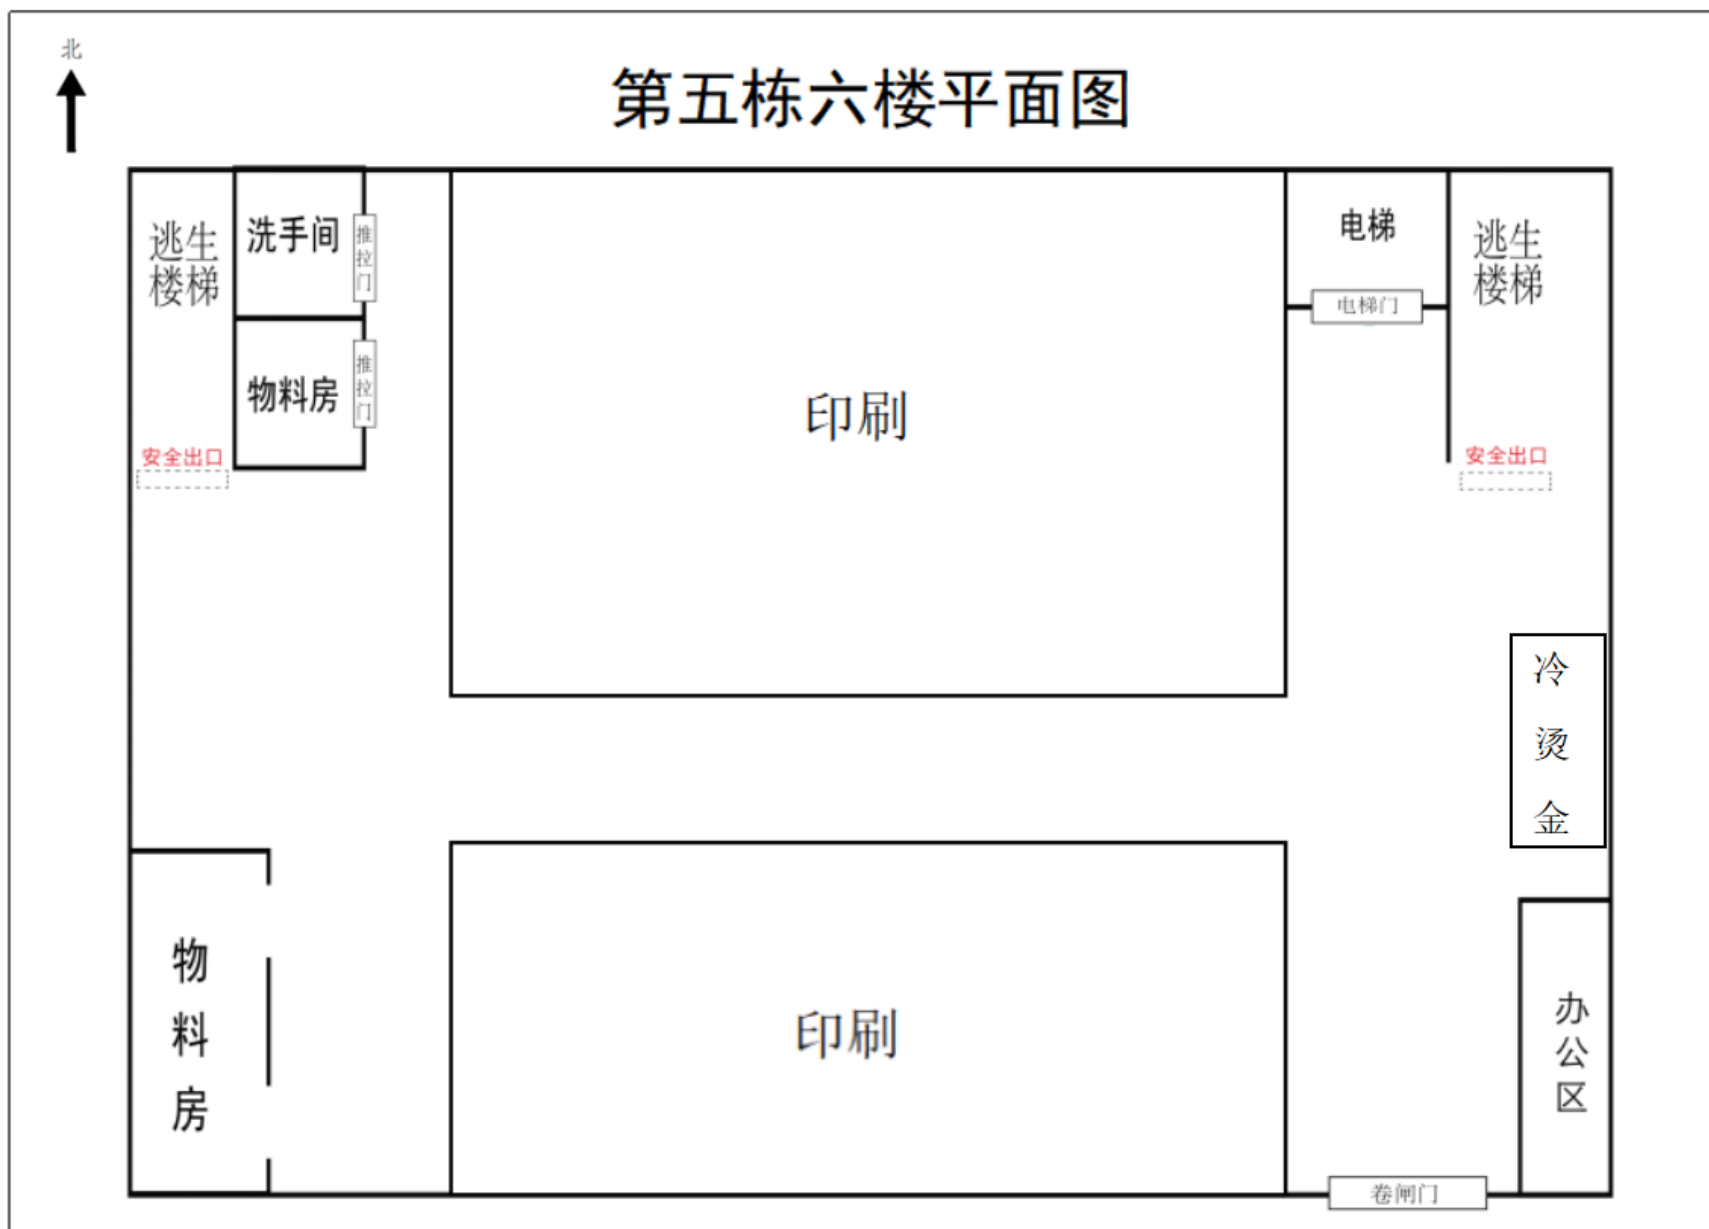 北
第五栋六楼平面图
逃生
楼梯
洗手间
推拉门
电梯
电梯门
逃生
楼梯
物料房
推拉门
印刷
安全出口
安全出口
冷烫金
物料房
印刷
办公区
卷闸门